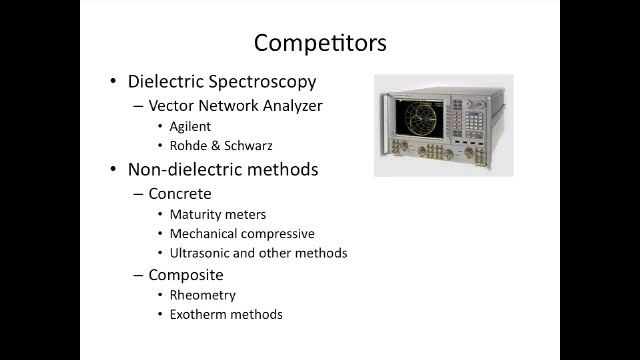 Competitors
• Dielectric Spectroscopy
– Vector Network Analyzer
• Agilent
• Rohde & Schwarz
• Non-dielectric methods
– Concrete
• Maturity meters
• Mechanical compressive
• Ultrasonic and other methods
– Composite
• Rheometry
• Exotherm methods